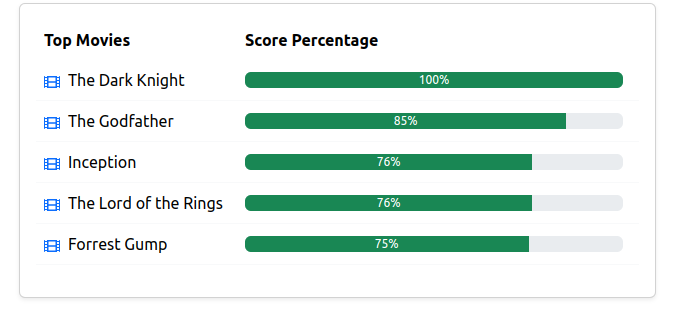 Top Movies Score Percentage
The Dark Knight 100%
The Godfather 85%
Inception 76%
The Lord of the Rings 76%
Forrest Gump 75%